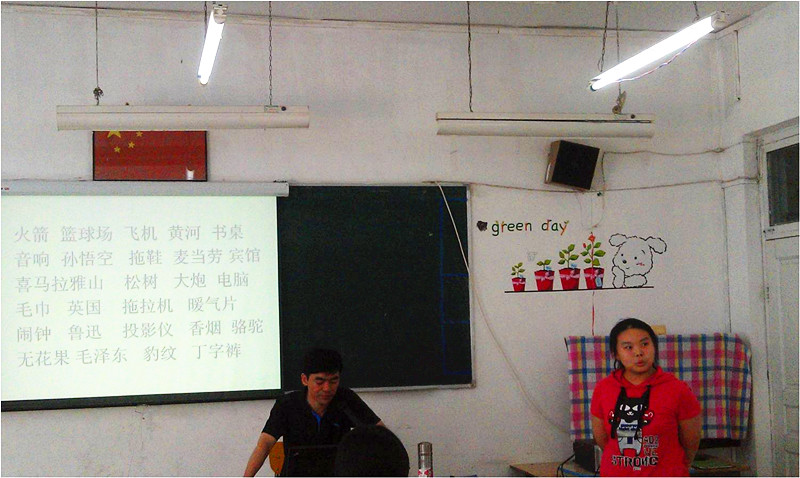 火箭 篮球场 飞机 黄河 书桌
音响 孙悟空 拖鞋 麦当劳 宾馆
喜马拉雅山 松树 大炮 电脑
毛巾 英国 拖拉机 暖气片
闹钟 鲁迅 投影仪 香烟 骆驼
无花果 毛泽东 豹纹 丁字裤
green day
STRONG